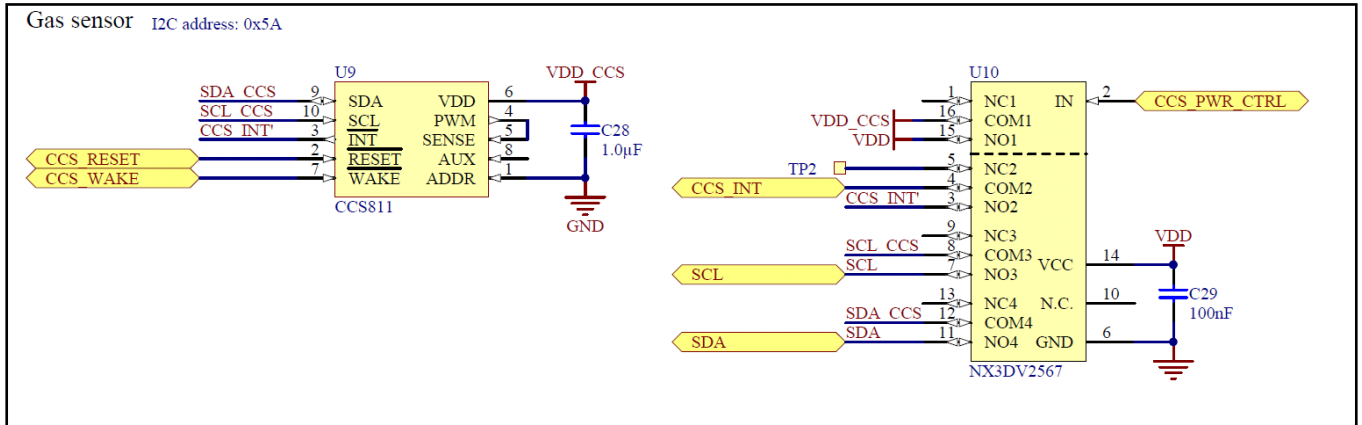 Gas sensor I2C address: 0x5A
U9
VDD_CCS
SDA_CCS 9 SDA VDD 6
SCL_CCS 10 SCL PWM 4
CCS_INT' 3 INT SENSE 5
CCS_RESET 2 RESET AUX 8
CCS_WAKE 7 WAKE ADDR 1
CCS811
C28
1.0µF
GND
U10
1 NC1 IN 2 CCS_PWR_CTRL
VDD_CCS 16 COM1
VDD 15 NO1
TP2 5 NC2
CCS_INT 4 COM2
CCS_INT' 3 NO2
9 NC3
SCL_CCS 8 COM3
SCL SCL 7 NO3
VCC 14 VDD
13 NC4 N.C. 10
SDA_CCS 12 COM4
SDA SDA 11 NO4 GND 6
NX3DV2567
C29
100nF